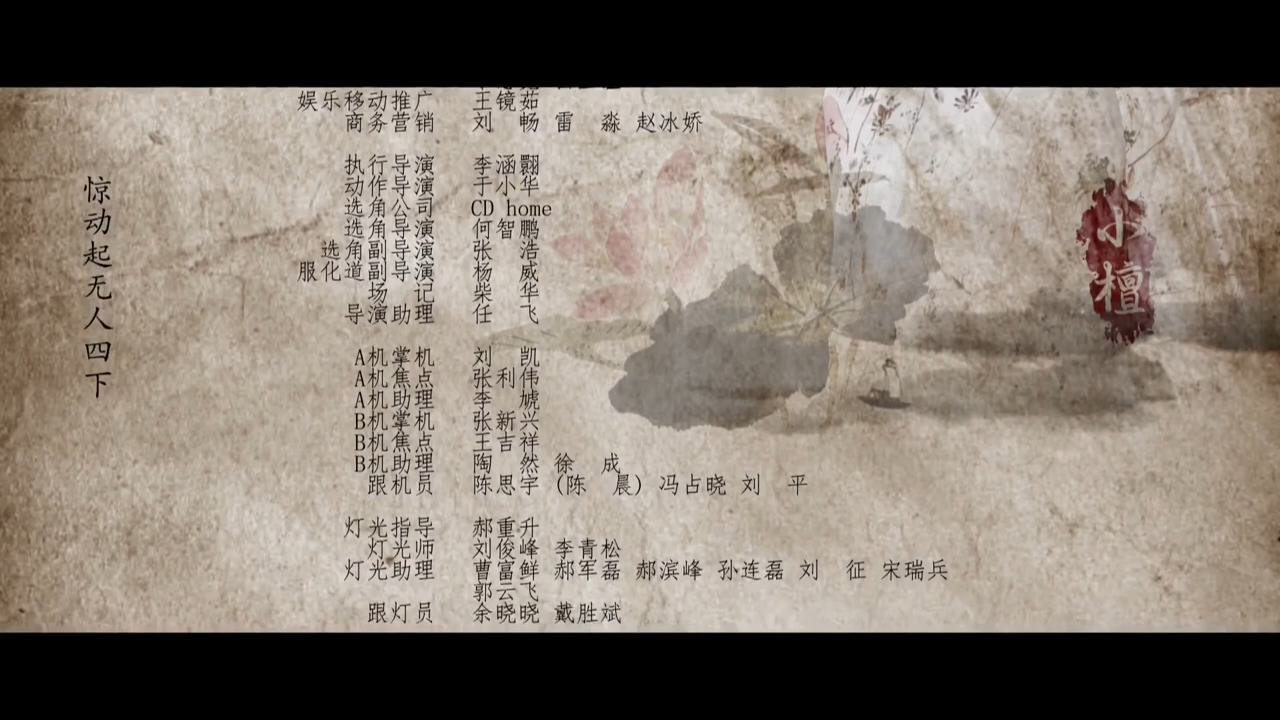 娱乐移动推广 王镜茹
商务营销 刘 畅 雷 淼 赵冰娇
执行导演 李涵
动作导演 于小华
选角公司 CD home
选角导演 何智鹏
选角副导演 张 浩
服化道副导演 杨 威
场 记 柴 华
导演助理 任 飞
A机掌机 刘 凯
A机焦点 张利伟
A机助理 李 虓
B机掌机 张新兴
B机焦点 王吉祥
B机助理 陶 然 徐 成
跟机员 陈思宇 (陈 晨) 冯占晓 刘 平
灯光指导 郝重升
灯光师 刘俊峰 李青松
灯光助理 曹富鲜 郝军磊 郝滨峰 孙连磊 刘 征 宋瑞兵
郭云飞
跟灯员 余晓晓 戴胜斌
惊动起无人四下
小檀